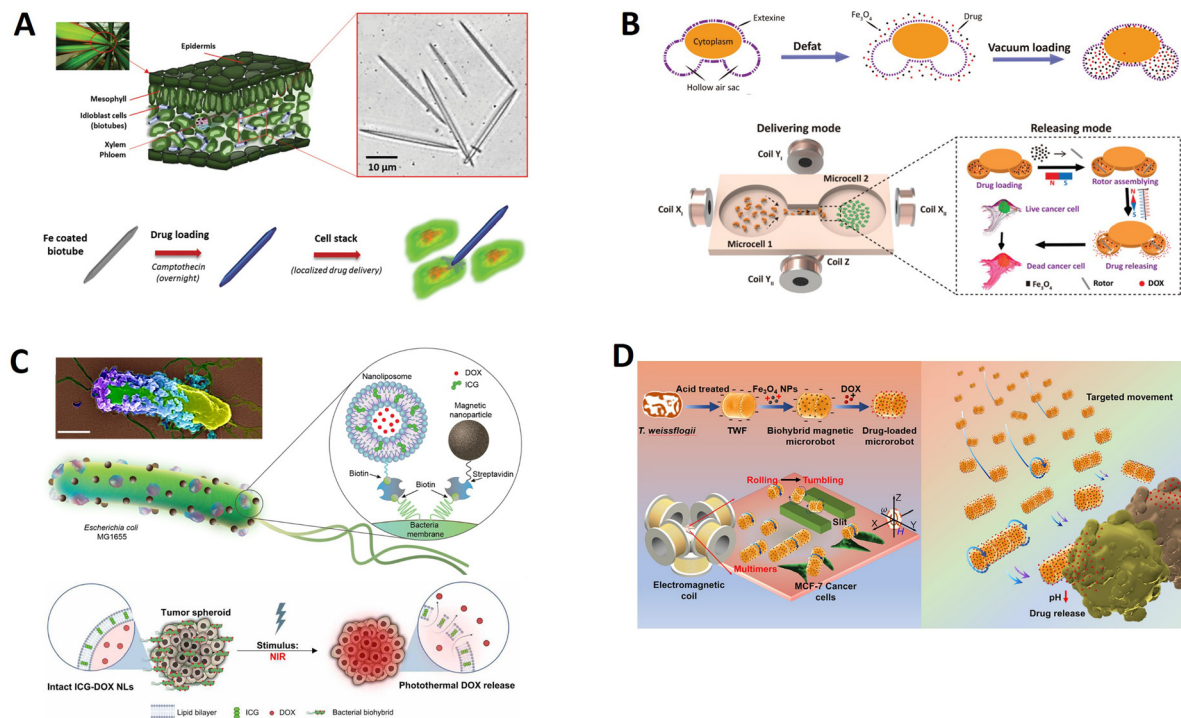 A
Epidermis
Mesophyll
Idioblast cells
(biotubes)
Xylem
Phloem
10 μm
Fe coated
biotube
Drug loading
Camptothecin
(overnight)
Cell stack
(localized drug delivery)
B
Extexine
Cytoplasm
Hollow air sac
Defat
Fe3O4
Drug
Vacuum loading
Delivering mode
Coil YI
Microcell 2
Coil XI
Coil XII
Microcell 1
Coil Z
Coil YII
Releasing mode
N S
Drug loading
Rotor assemblying
N
S
Live cancer cell
Drug releasing
Dead cancer cell
Fe3O4
Rotor
DOX
C
DOX
ICG
Nanoliposome
Magnetic
nanoparticle
Biotin
Biotin
Streptavidin
Bacteria
membrane
Escherichia coli
MG1655
Tumor spheroid
Stimulus:
NIR
Intact ICG-DOX NLs
Photothermal DOX release
Lipid bilayer
ICG
DOX
Bacterial biohybrid
D
Acid treated
Fe3O4 NPs
DOX
T. weissflogii
TWF
Biohybrid magnetic
microrobot
Drug-loaded
microrobot
Rolling
Tumbling
Slit
Z
ω
X
Y
H
Multimers
Electromagnetic
coil
MCF-7 Cancer
cells
Targeted movement
pH
Drug release